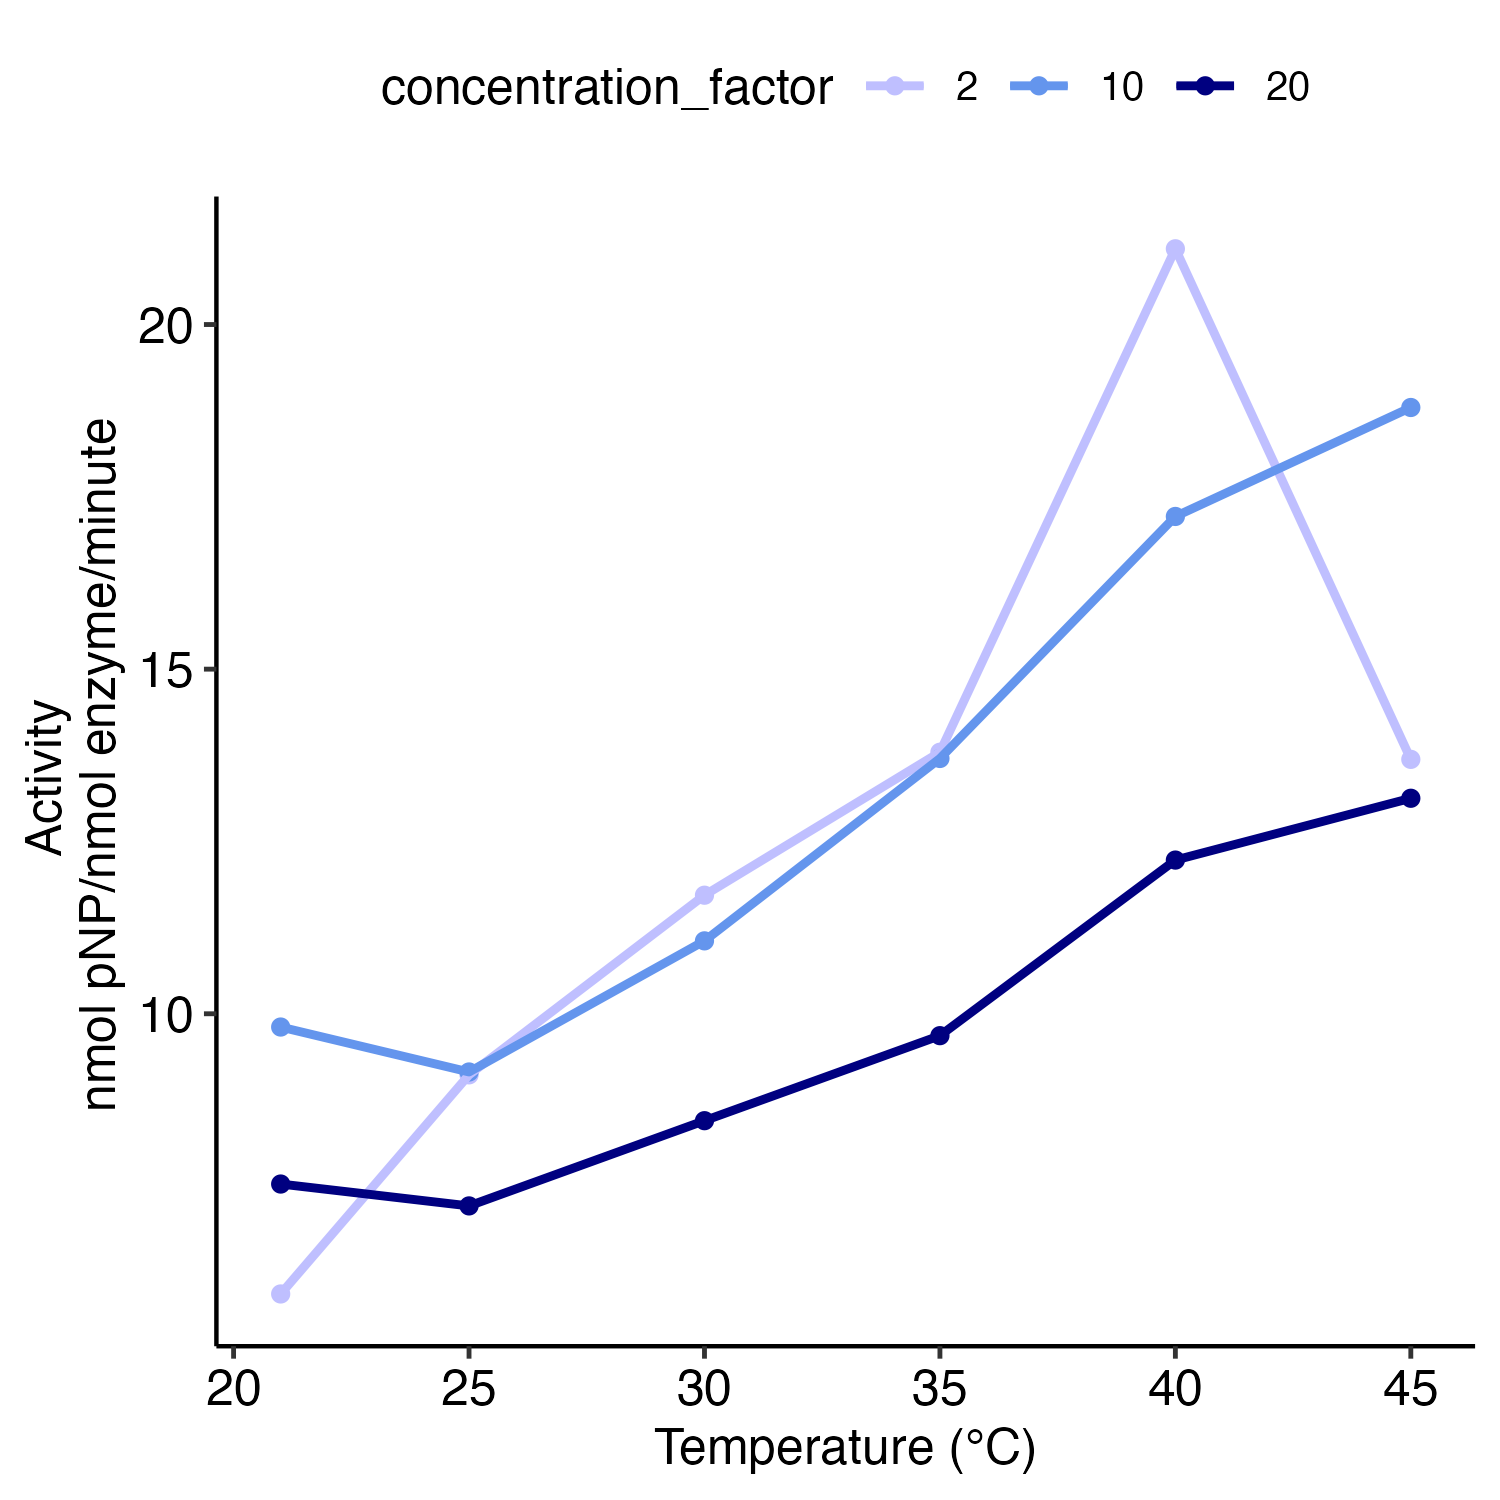 concentration_factor 2 10 20
Activity
nmol pNP/nmol enzyme/minute
20
15
10
20 25 30 35 40 45
Temperature (°C)